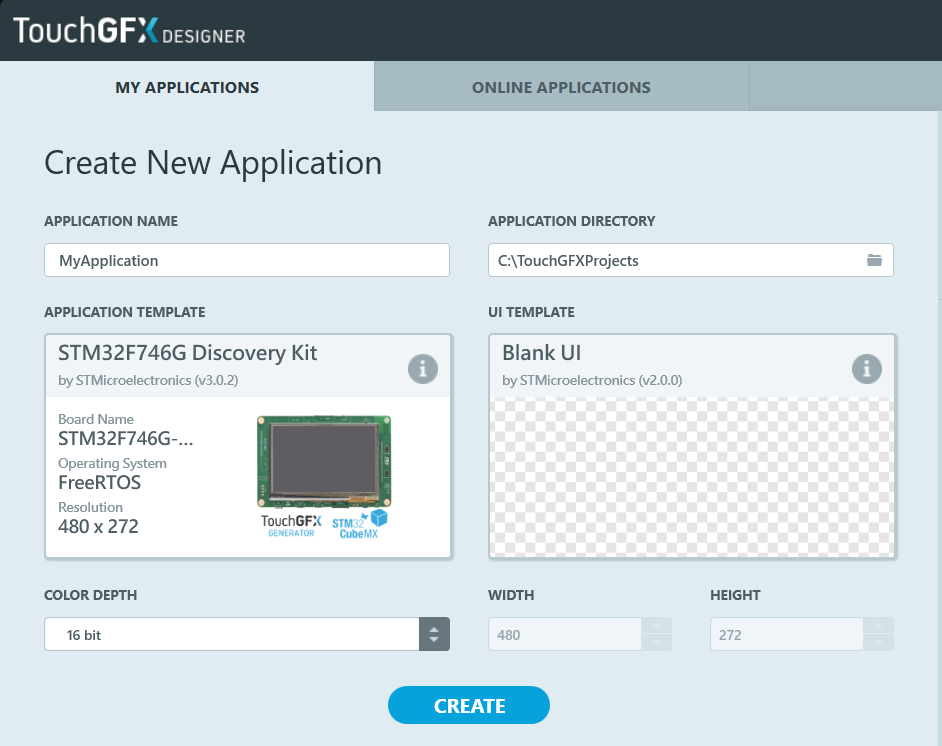 TouchGFX DESIGNER
MY APPLICATIONS
ONLINE APPLICATIONS
Create New Application
APPLICATION NAME
APPLICATION DIRECTORY
MyApplication
C:\TouchGFXProjects
APPLICATION TEMPLATE
UI TEMPLATE
STM32F746G Discovery Kit
by STMicroelectronics (v3.0.2)
i
Blank UI
by STMicroelectronics (v2.0.0)
i
Board Name
STM32F746G-...
Operating System
FreeRTOS
Resolution
480 x 272
TouchGFX
GENERATOR
STM32
CubeMX
COLOR DEPTH
WIDTH
HEIGHT
16 bit
480
272
CREATE